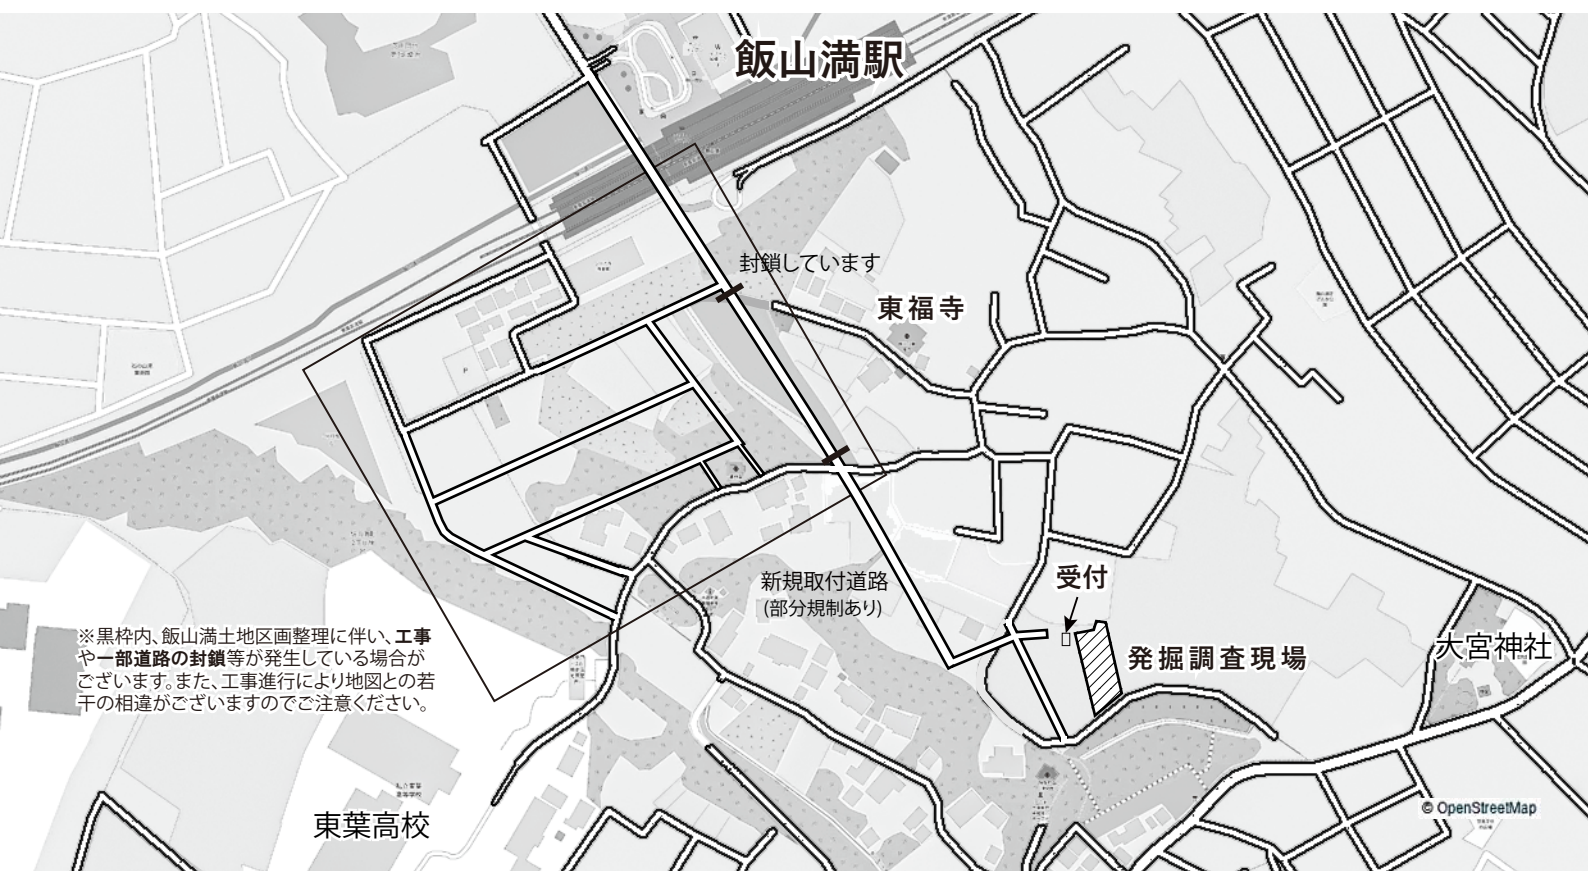 飯山満駅
封鎖しています
東福寺
新規取付道路
(部分規制あり)
受付
発掘調査現場
大宮神社
※黒枠内、飯山満土地区画整理に伴い、工事
や一部道路の封鎖等が発生している場合が
ございます。また、工事進行により地図との若
干の相違がございますのでご注意ください。
東葉高校
© OpenStreetMap
P